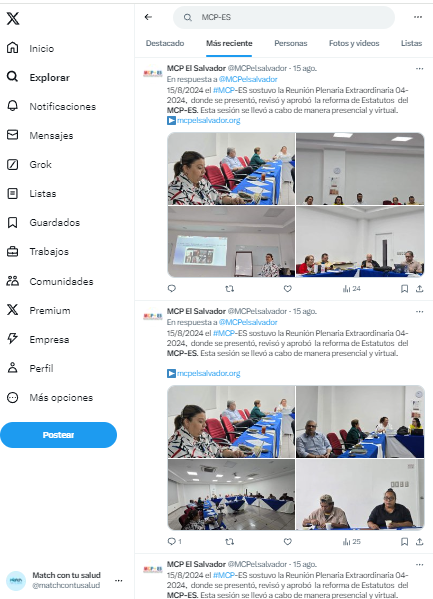 MCP-ES
Inicio
Explorar
Notificaciones
Mensajes
Grok
Listas
Guardados
Trabajos
Comunidades
Premium
Empresa
Perfil
Más opciones
Postear
Match con tu salud
@matchcontusalud
Destacado Más reciente Personas Fotos y videos Listas
MCP El Salvador @MCPelsalvador · 15 ago.
En respuesta a @MCPelsalvador
15/8/2024 el #MCP-ES sostuvo la Reunión Plenaria Extraordinaria 04-
2024, donde se presentó, revisó y aprobó la reforma de Estatutos del
MCP-ES. Esta sesión se llevó a cabo de manera presencial y virtual.
▶mcpelsalvador.org
24
MCP El Salvador @MCPelsalvador · 15 ago.
En respuesta a @MCPelsalvador
15/8/2024 el #MCP-ES sostuvo la Reunión Plenaria Extraordinaria 04-
2024, donde se presentó, revisó y aprobó la reforma de Estatutos del
MCP-ES. Esta sesión se llevó a cabo de manera presencial y virtual.
▶mcpelsalvador.org
1 25
MCP El Salvador @MCPelsalvador · 15 ago.
15/8/2024 el #MCP-ES sostuvo la Reunión Plenaria Extraordinaria 04-
2024, donde se presentó, revisó y aprobó la reforma de Estatutos del
MCP-ES. Esta sesión se llevó a cabo de manera presencial y virtual.